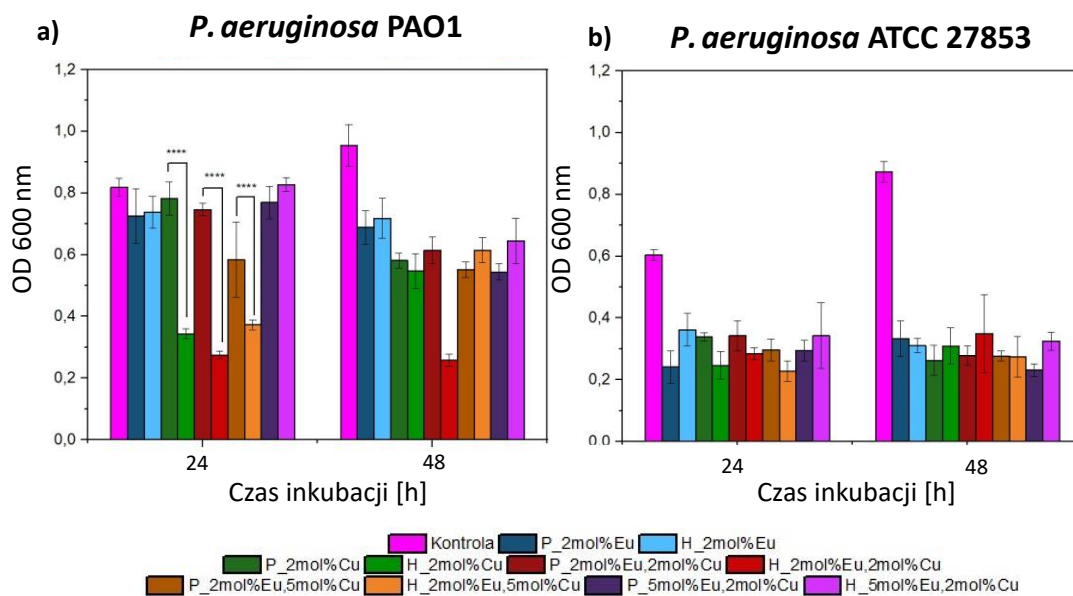 a)
P. aeruginosa PAO1
1,2
1,0
0,8
0,6
0,4
0,2
0,0
OD 600 nm
****
****
****
24
48
Czas inkubacji [h]
b)
P. aeruginosa ATCC 27853
1,2
1,0
0,8
0,6
0,4
0,2
0.0
OD 600 nm
24
48
Czas inkubacji [h]
Kontrola P_2mol%Eu H_2mol%Eu
P_2mol%Cu H_2mol%Cu P_2mol%Eu,2mol%Cu H_2mol%Eu,2mol%Cu
P_2mol%Eu,5mol%Cu H_2mol%Eu,5mol%Cu P_5mol%Eu,2mol%Cu H_5mol%Eu,2mol%Cu